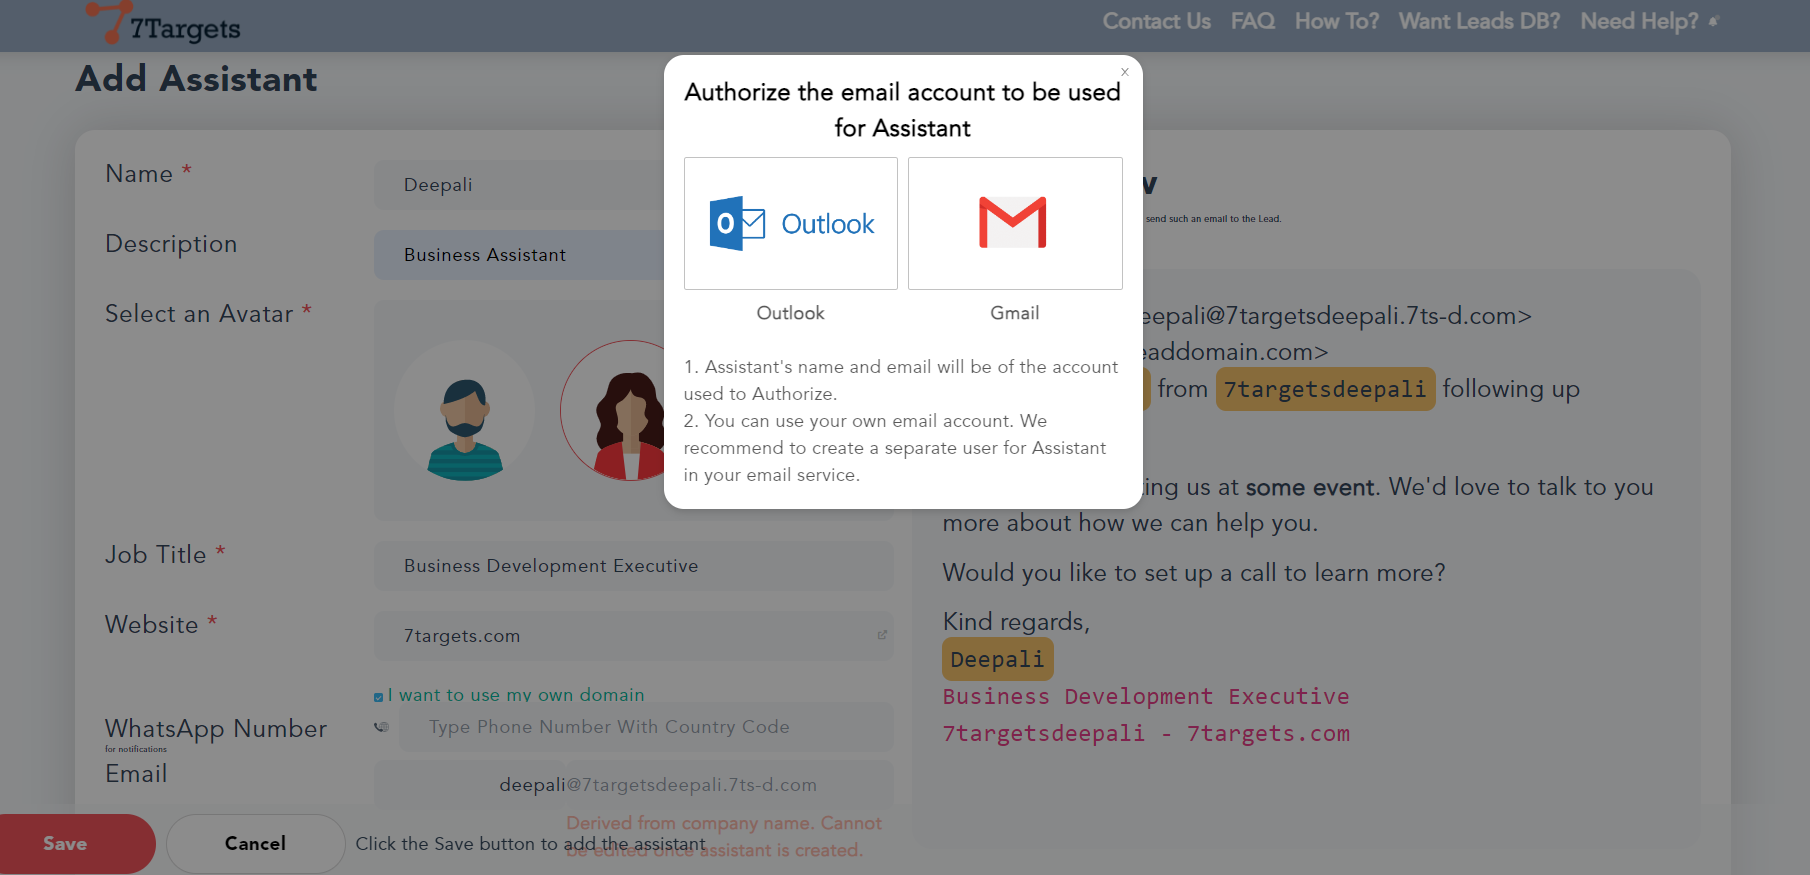 7Targets
Contact Us FAQ How To? Want Leads DB? Need Help?
Add Assistant
x
Authorize the email account to be used
for Assistant
Outlook
Outlook
Gmail
1. Assistant's name and email will be of the account
used to Authorize.
2. You can use your own email account. We
recommend to create a separate user for Assistant
in your email service.
Name *
Deepali
Description
Business Assistant
Select an Avatar *
Job Title *
Business Development Executive
Website *
7targets.com
I want to use my own domain
WhatsApp Number
for notifications
Type Phone Number With Country Code
Email
deepali@7targetsdeepali.7ts-d.com
Derived from company name. Cannot
be edited once assistant is created.
Save
Cancel
Click the Save button to add the assistant
send such an email to the Lead.
eepali@7targetsdeepali.7ts-d.com>
eaddomain.com>
from 7targetsdeepali following up
ing us at some event. We'd love to talk to you
more about how we can help you.
Would you like to set up a call to learn more?
Kind regards,
Deepali
Business Development Executive
7targetsdeepali - 7targets.com